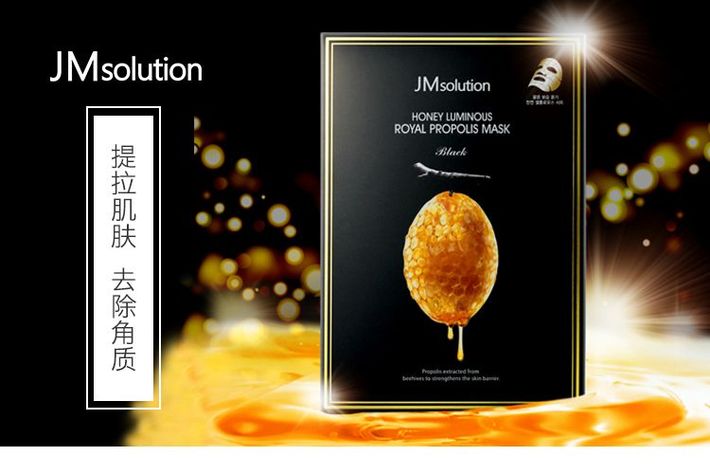 JMsolution
提拉肌肤 去除角质
JMsolution
HONEY LUMINOUS
ROYAL PROPOLIS MASK
Black
Propolis extracted from
beehives to strengthens the skin barrier.